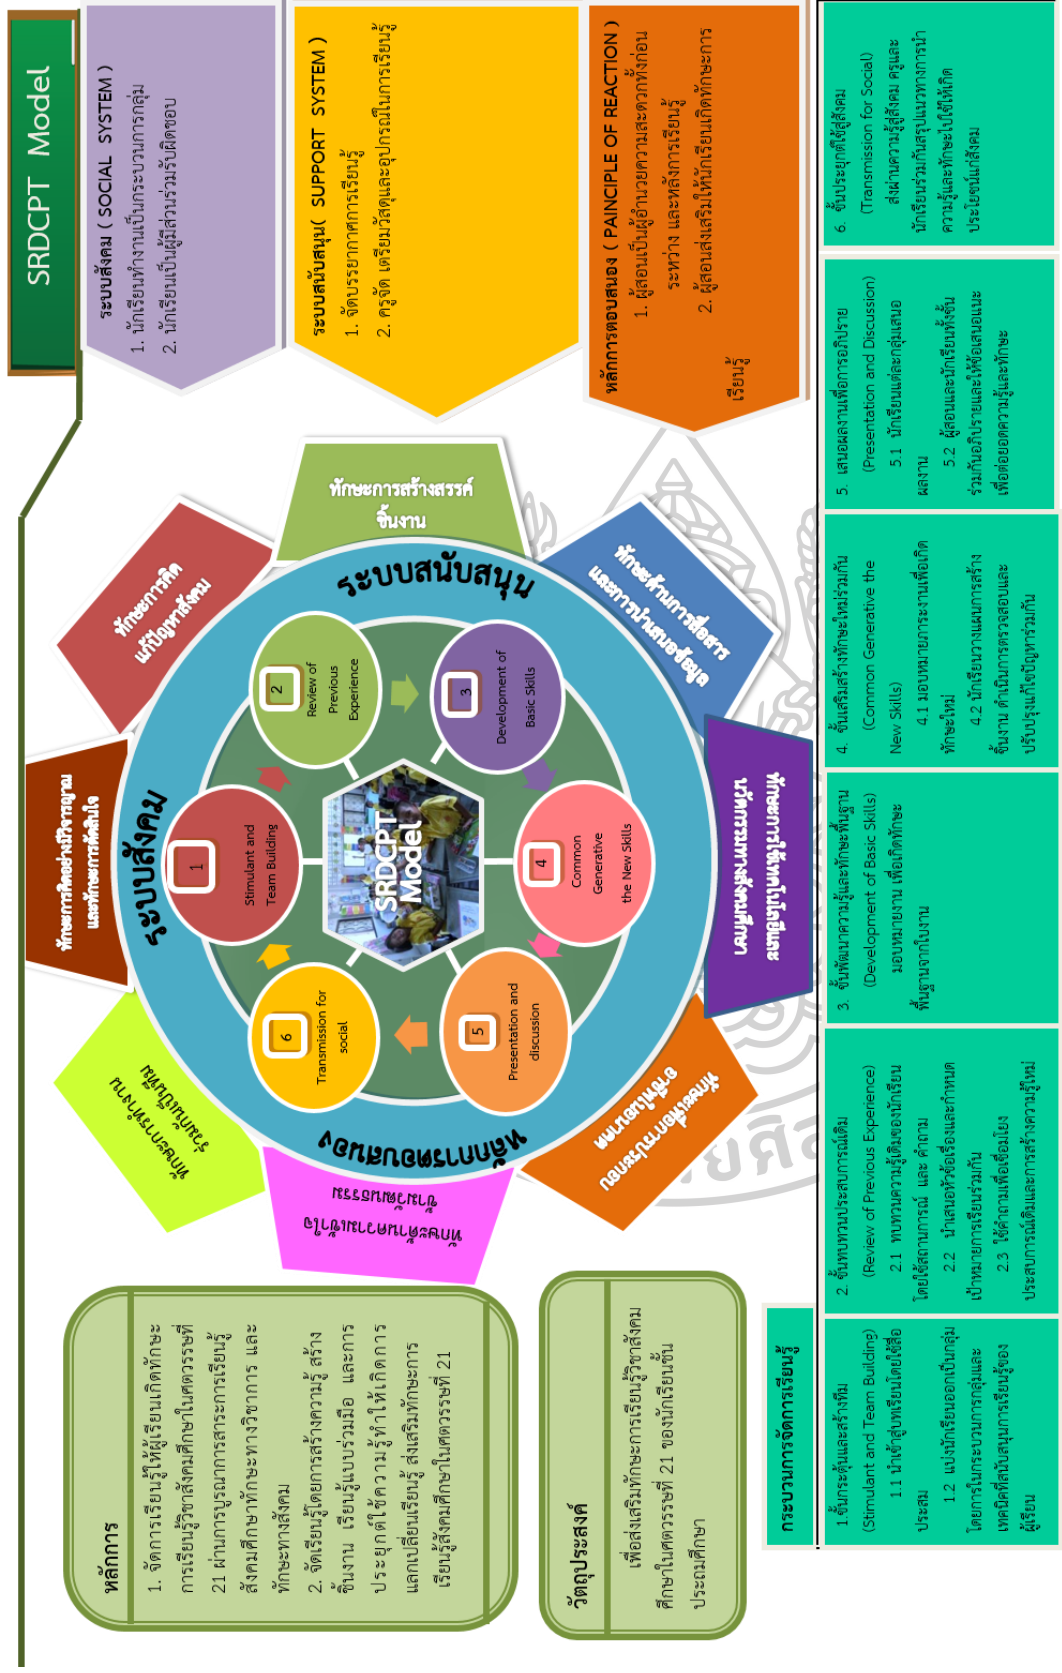 SRDCPT Model
หลักการ
1. จัดการเรียนรู้ให้ผู้เรียนเกิดทักษะ
การเรียนรู้วิชาสังคมศึกษาในศตวรรษที่
21 ผ่านการบูรณาการสาระการเรียนรู้
สังคมศึกษาทักษะทางวิชาการ และ
ทักษะทางสังคม
2. จัดเรียนรู้โดยการสร้างความรู้ สร้าง
ชิ้นงาน เรียนรู้แบบร่วมมือ และการ
ประยุกต์ใช้ความรู้ทำให้เกิดการ
แลกเปลี่ยนเรียนรู้ ส่งเสริมทักษะการ
เรียนรู้สังคมศึกษาในศตวรรษที่ 21
วัตถุประสงค์
เพื่อส่งเสริมทักษะการเรียนรู้วิชาสังคม
ศึกษาในศตวรรษที่ 21 ของนักเรียนชั้น
ประถมศึกษา
ทักษะการคิดอย่างมีวิจารญาณ
และทักษะการตัดสินใจ
ทักษะการคิด
แก้ปัญหาสังคม
ทักษะการสร้างสรรค์
ชิ้นงาน
ทักษะด้านการสื่อสาร
และการนำเสนอข้อมูล
ทักษะการใช้เทคโนโลยีและ
นวัตกรรมทางสังคมศึกษา
ทักษะเพื่อการประกอบ
อาชีพในอนาคต
ทักษะด้านความเข้าใจ
ข้ามวัฒนธรรม
ทักษะการทำงาน
ร่วมกันเป็นทีม
ระบบสังคม
ระบบสนับสนุน
หลักการตอบสนอง
1
Stimulant and
Team Building
2
Review of
Previous
Experience
3
Development of
Basic Skills
4
Common
Generative
the New Skills
5
Presentation and
discussion
6
Transmission for
social
SRDCPT
Model
ระบบสังคม ( SOCIAL SYSTEM )
1. นักเรียนทำงานเป็นกระบวนการกลุ่ม
2. นักเรียนเป็นผู้มีส่วนร่วมรับผิดชอบ
ระบบสนับสนุน( SUPPORT SYSTEM )
1. จัดบรรยากาศการเรียนรู้
2. ครูจัด เตรียมวัสดุและอุปกรณ์ในการเรียนรู้
หลักการตอบสนอง ( PAINCIPLE OF REACTION )
1. ผู้สอนเป็นผู้อำนวยความสะดวกทั้งก่อน
ระหว่าง และหลังการเรียนรู้
2. ผู้สอนส่งเสริมให้นักเรียนเกิดทักษะการ
เรียนรู้
กระบวนการจัดการเรียนรู้
1.ขั้นกระตุ้นและสร้างทีม
(Stimulant and Team Building)
1.1 นำเข้าสู่บทเรียนโดยใช้สื่อ
ประสม
1.2 แบ่งนักเรียนออกเป็นกลุ่ม
โดยการในกระบวนการกลุ่มและ
เทคนิคที่สนับสนุนการเรียนรู้ของ
ผู้เรียน
2. ขั้นทบทวนประสบการณ์เดิม
(Review of Previous Experience)
2.1 ทบทวนความรู้เดิมของนักเรียน
โดยใช้สถานการณ์ และ คำถาม
2.2 นำเสนอหัวข้อเรื่องและกำหนด
เป้าหมายการเรียนร่วมกัน
2.3 ใช้คำถามเพื่อเชื่อมโยง
ประสบการณ์เดิมและการสร้างความรู้ใหม่
3. ขั้นพัฒนาความรู้และทักษะพื้นฐาน
(Development of Basic Skills)
มอบหมายงาน เพื่อเกิดทักษะ
พื้นฐานจากใบงาน
4. ขั้นเสริมสร้างทักษะใหม่ร่วมกัน
(Common Generative the
New Skills)
4.1 มอบหมายภาระงานเพื่อเกิด
ทักษะใหม่
4.2 นักเรียนวางแผนการสร้าง
ชิ้นงาน ดำเนินการตรวจสอบและ
ปรับปรุงแก้ไขปัญหาร่วมกัน
5. เสนอผลงานเพื่อการอภิปราย
(Presentation and Discussion)
5.1 นักเรียนแต่ละกลุ่มเสนอ
ผลงาน
5.2 ผู้สอนและนักเรียนทั้งชั้น
ร่วมกันอภิปรายและให้ข้อเสนอแนะ
เพื่อต่อยอดความรู้และทักษะ
6. ขั้นประยุกต์ใช้สู่สังคม
(Transmission for Social)
ส่งผ่านความรู้สู่สังคม ครูและ
นักเรียนร่วมกันสรุปแนวทางการนำ
ความรู้และทักษะไปใช้ให้เกิด
ประโยชน์แก่สังคม